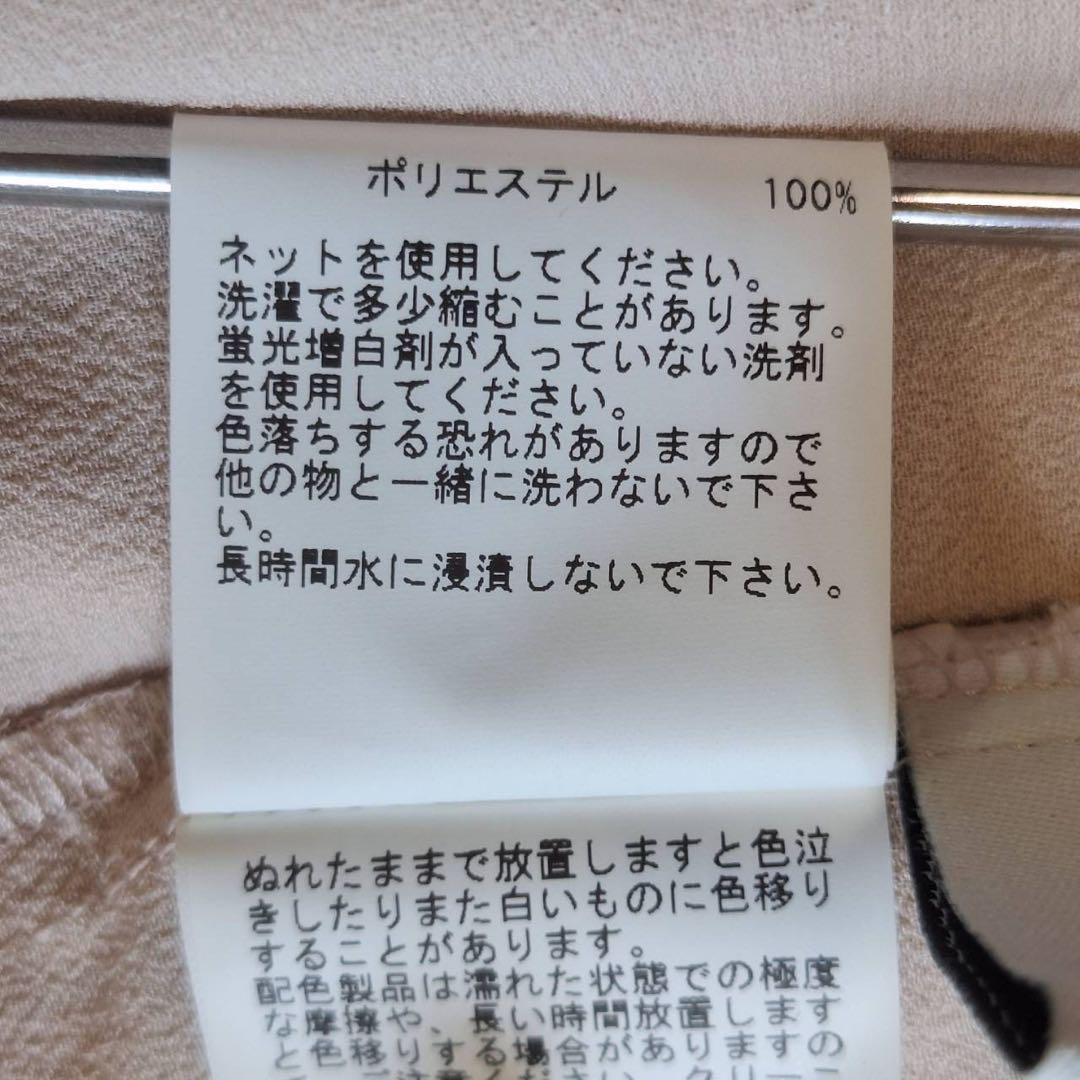 ポリエステル 100%
ネットを使用してください。
洗濯で多少縮むことがあります。
蛍光増白剤が入っていない洗剤
を使用してください。
色落ちする恐れがありますので
他の物と一緒に洗わないで下さ
い。
長時間水に浸漬しないで下さい。
ぬれたままで放置しますと色泣
きしたりまた白いものに色移り
することがあります。
配色製品は濡れた状態での極度
な摩擦や、長い時間放置します
と色移りする場合がありますの